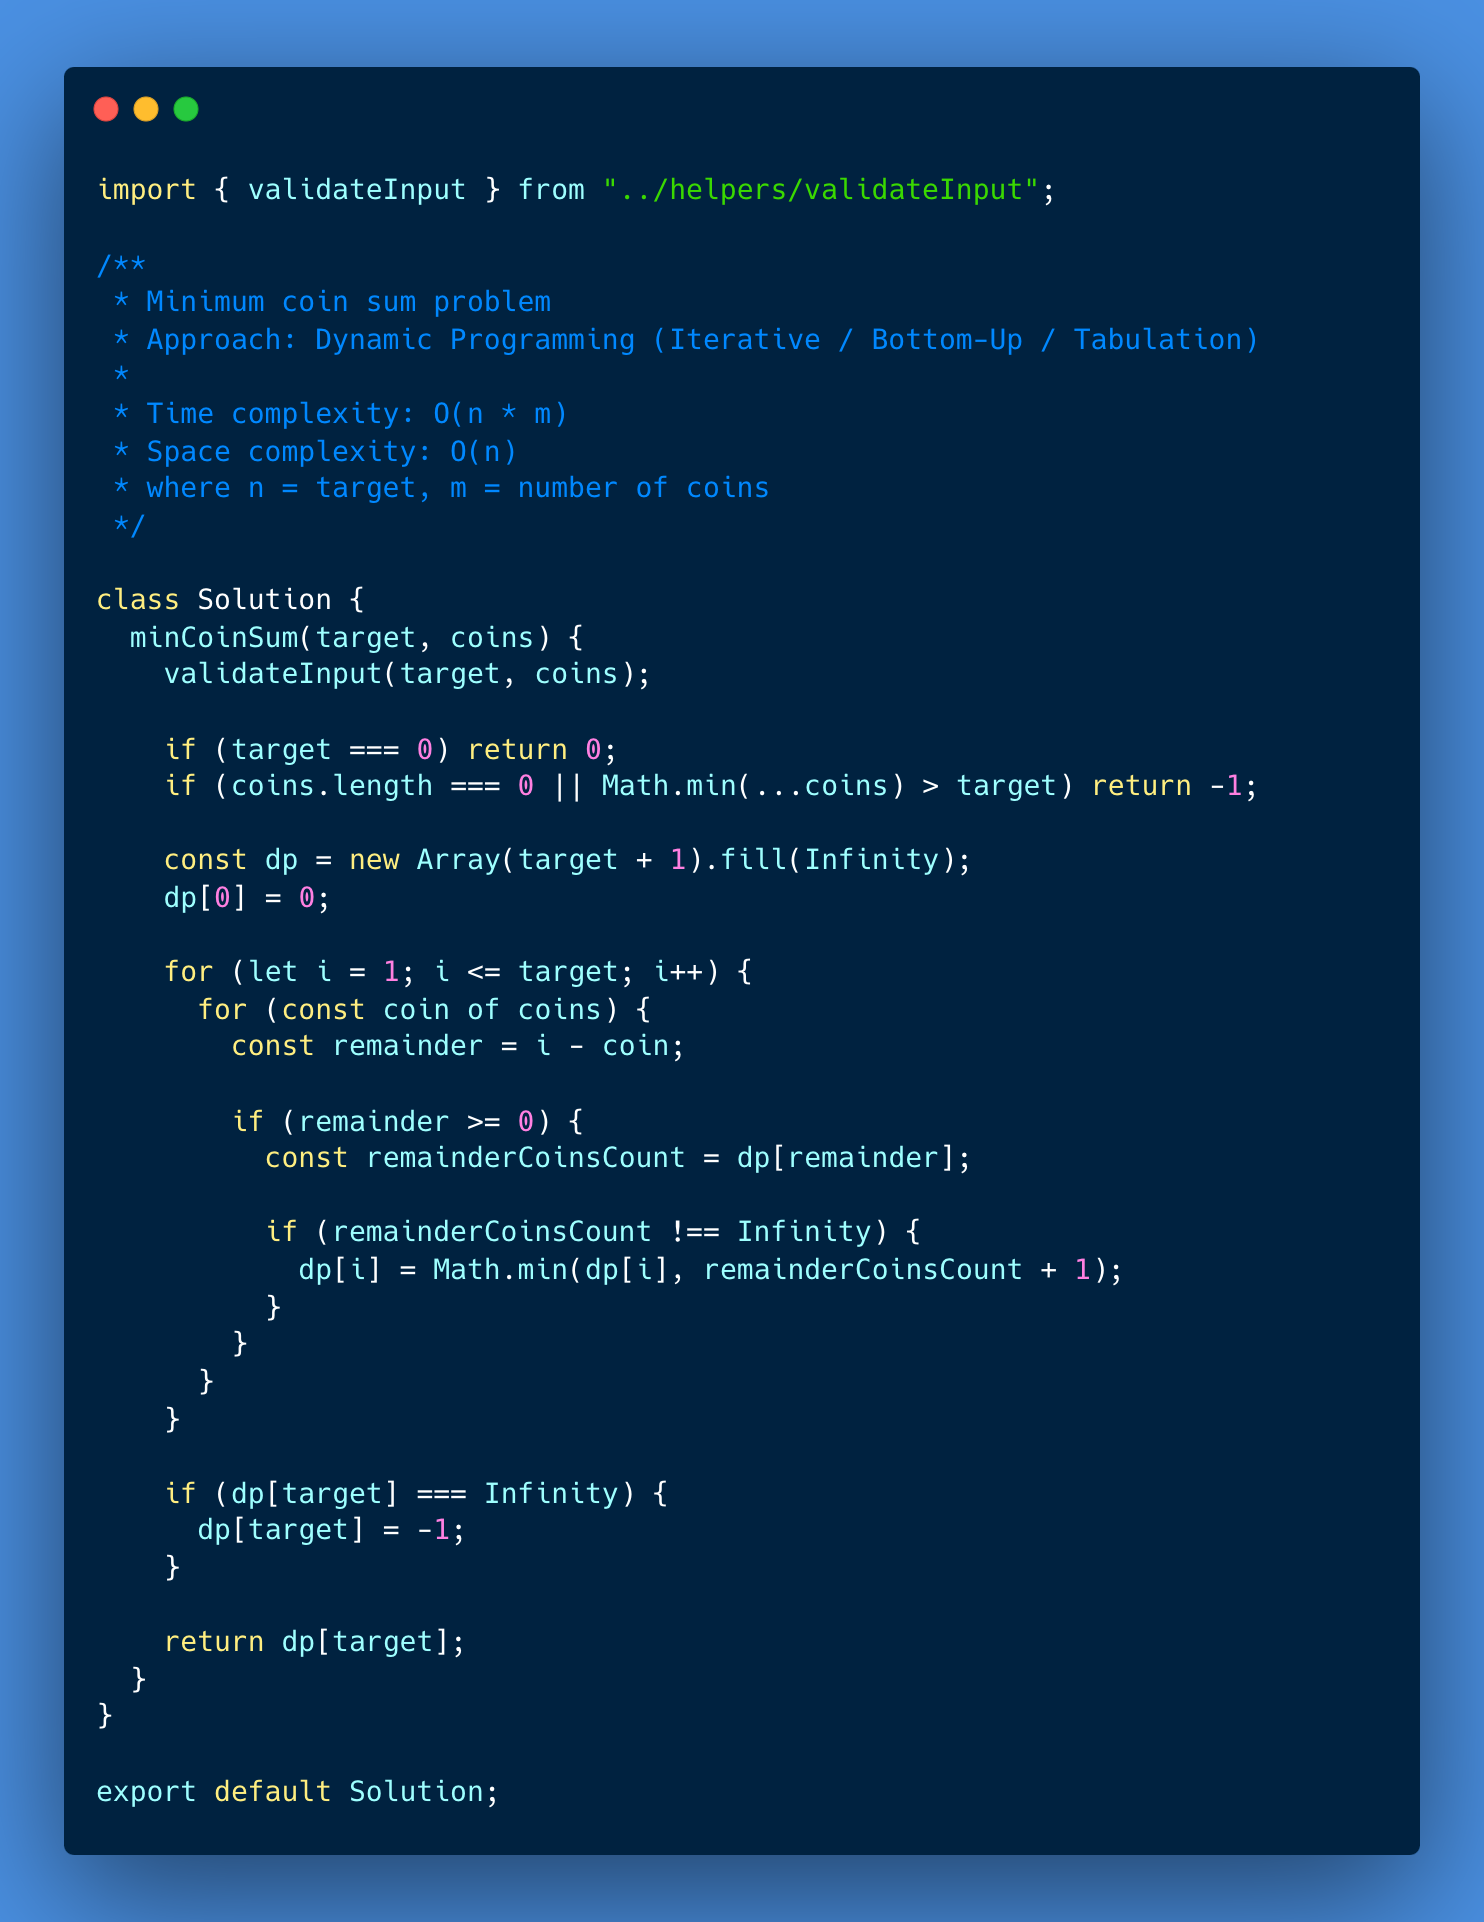 import { validateInput } from "../helpers/validateInput";

/**
 * Minimum coin sum problem
 * Approach: Dynamic Programming (Iterative / Bottom-Up / Tabulation)
 *
 * Time complexity: O(n * m)
 * Space complexity: O(n)
 * where n = target, m = number of coins
 */

class Solution {
  minCoinSum(target, coins) {
    validateInput(target, coins);

    if (target === 0) return 0;
    if (coins.length === 0 || Math.min(...coins) > target) return -1;

    const dp = new Array(target + 1).fill(Infinity);
    dp[0] = 0;

    for (let i = 1; i <= target; i++) {
      for (const coin of coins) {
        const remainder = i - coin;

        if (remainder >= 0) {
          const remainderCoinsCount = dp[remainder];

          if (remainderCoinsCount !== Infinity) {
            dp[i] = Math.min(dp[i], remainderCoinsCount + 1);
          }
        }
      }
    }

    if (dp[target] === Infinity) {
      dp[target] = -1;
    }

    return dp[target];
  }
}

export default Solution;